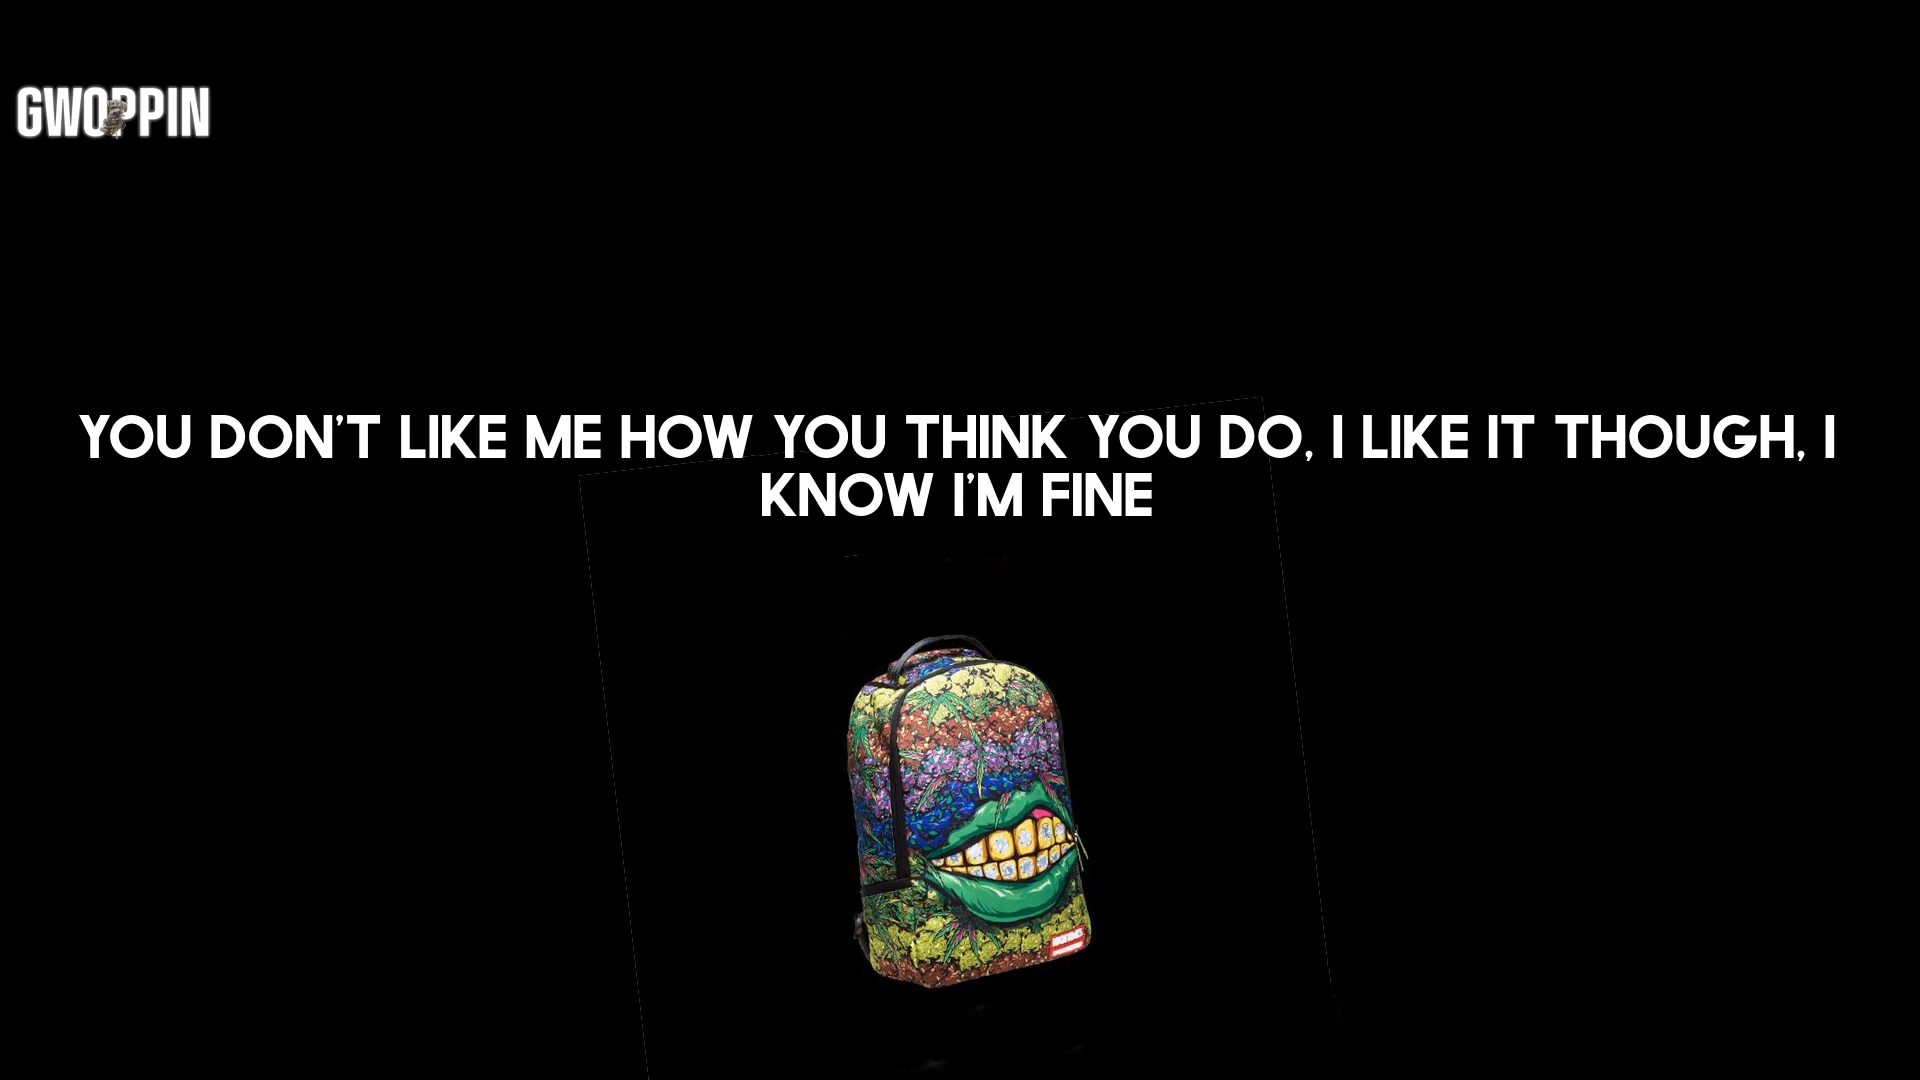 GWOPPIN
YOU DON’T LIKE ME HOW YOU THINK YOU DO, I LIKE IT THOUGH, I
KNOW I’M FINE